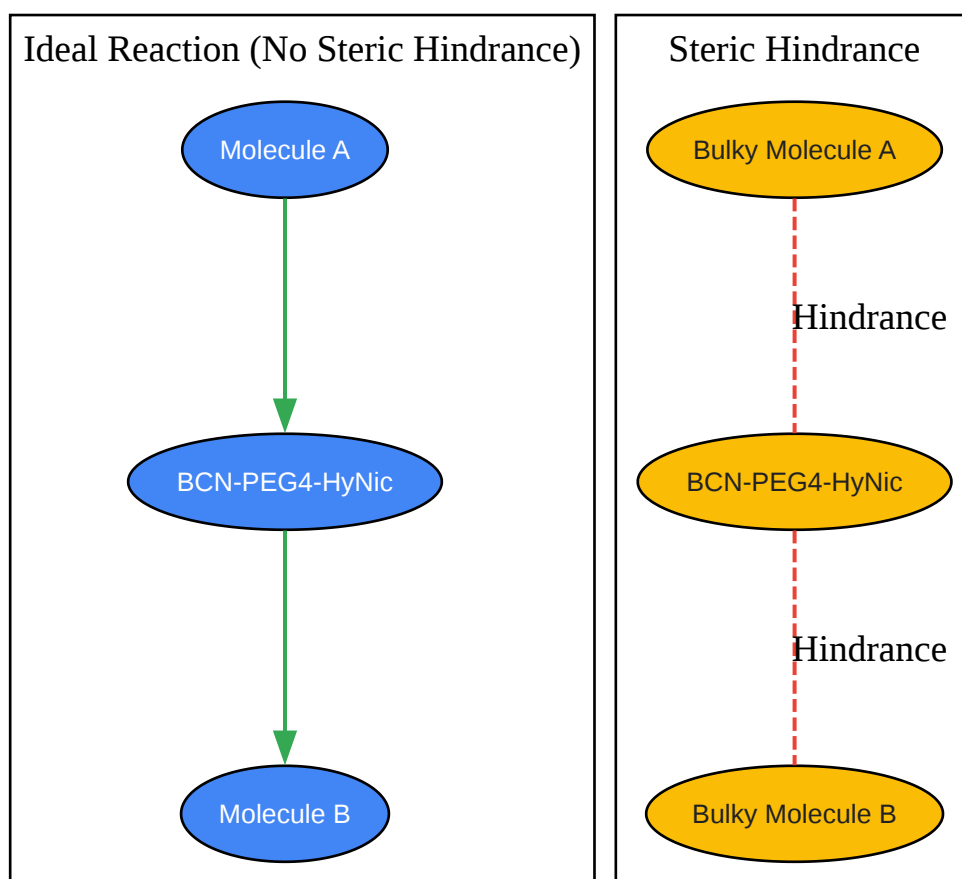 Ideal Reaction (No Steric Hindrance)
Molecule A
BCN-PEG4-HyNic
Molecule B
Steric Hindrance
Bulky Molecule A
Hindrance
BCN-PEG4-HyNic
Hindrance
Bulky Molecule B